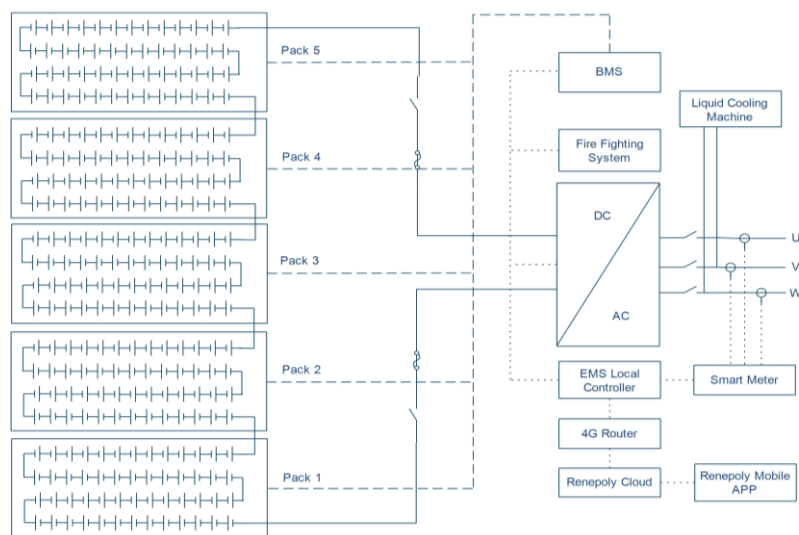 Pack 5
BMS
Liquid Cooling
Machine
Pack 4
Fire Fighting
System
DC
U
Pack 3
V
W
AC
Pack 2
EMS Local
Controller
Smart Meter
4G Router
Pack 1
Renepoly Cloud
Renepoly Mobile
APP